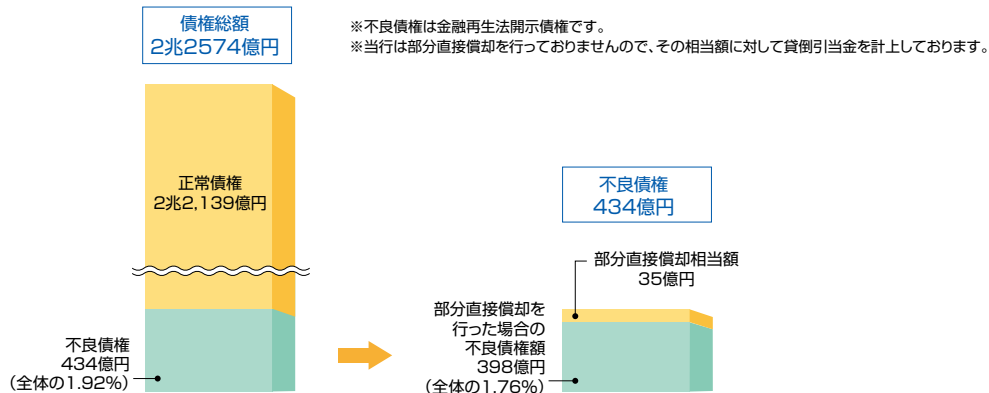 債権総額
2兆2574億円
※不良債権は金融再生法開示債権です。
※当行は部分直接償却を行っておりませんので、その相当額に対して貸倒引当金を計上しております。
正常債権
2兆2,139億円
不良債権
434億円
(全体の1.92%)
不良債権
434億円
部分直接償却相当額
35億円
部分直接償却を
行った場合の
不良債権額
398億円
(全体の1.76%)